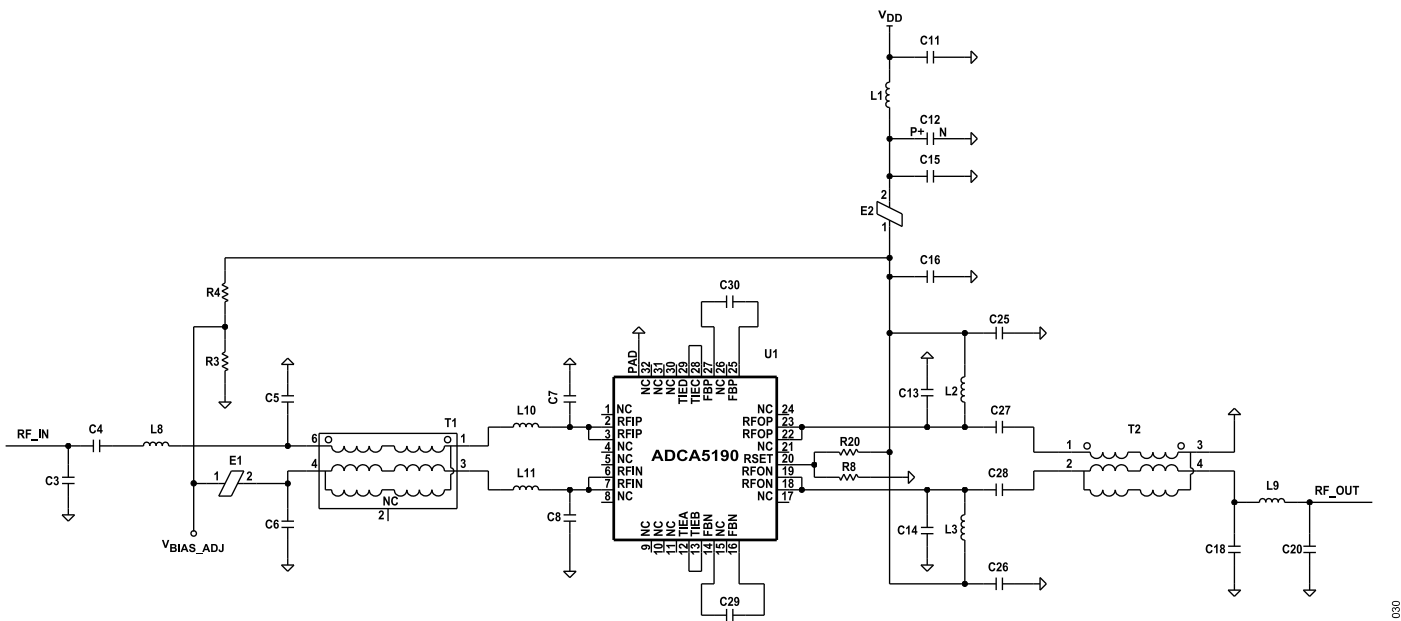 VDD
C11
L1
C12
P+ N
C15
2
E2
1
C16
R4
C30
C25
R3
U1
PAD
32 31 30 29 28 27 26 25
NC NC NC TIED TIEC FBP NC FBP
C5
C7
C13
L2
RF_IN
C4
L8
T1
L10
C27
6
1
1 NC
2 RFIP
3 RFIP
4 NC
5 NC
6 RFIN
7 RFIN
8 NC
ADCA5190
NC 24
RFOP 23
RFOP 22
NC 21
RSET 20
RFON 19
RFON 18
NC 17
R20
R8
T2
1
3
2
4
C3
E1
1
2
4
3
NC
2
L11
C28
L9
RF_OUT
C6
C8
VBIAS_ADJ
NC NC NC TIEA TIEB FBN NC FBN
9 10 11 12 13 14 15 16
C14
L3
C18
C20
C26
C29
030